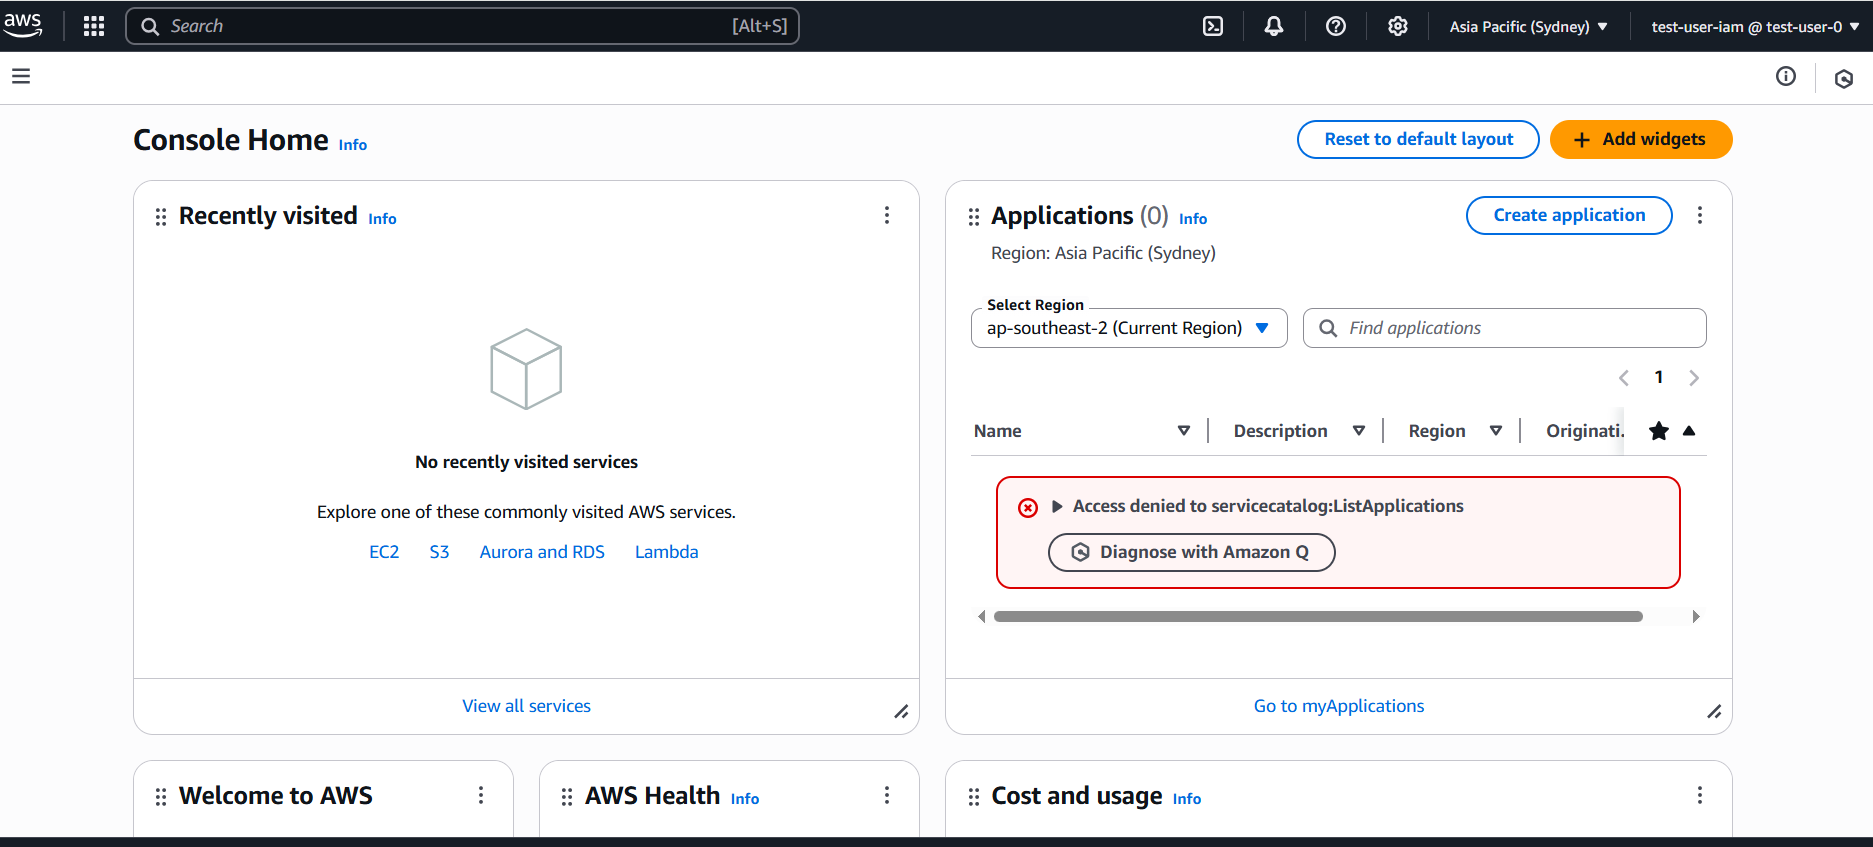 aws
Search [Alt+S]
Asia Pacific (Sydney)
test-user-iam @ test-user-0
Console Home Info
Reset to default layout
Add widgets
Recently visited Info
No recently visited services
Explore one of these commonly visited AWS services.
EC2 S3 Aurora and RDS Lambda
View all services
Applications (0) Info
Create application
Region: Asia Pacific (Sydney)
Select Region
ap-southeast-2 (Current Region)
Find applications
1
Name Description Region Originati.
Access denied to servicecatalog:ListApplications
Diagnose with Amazon Q
Go to myApplications
Welcome to AWS
AWS Health Info
Cost and usage Info